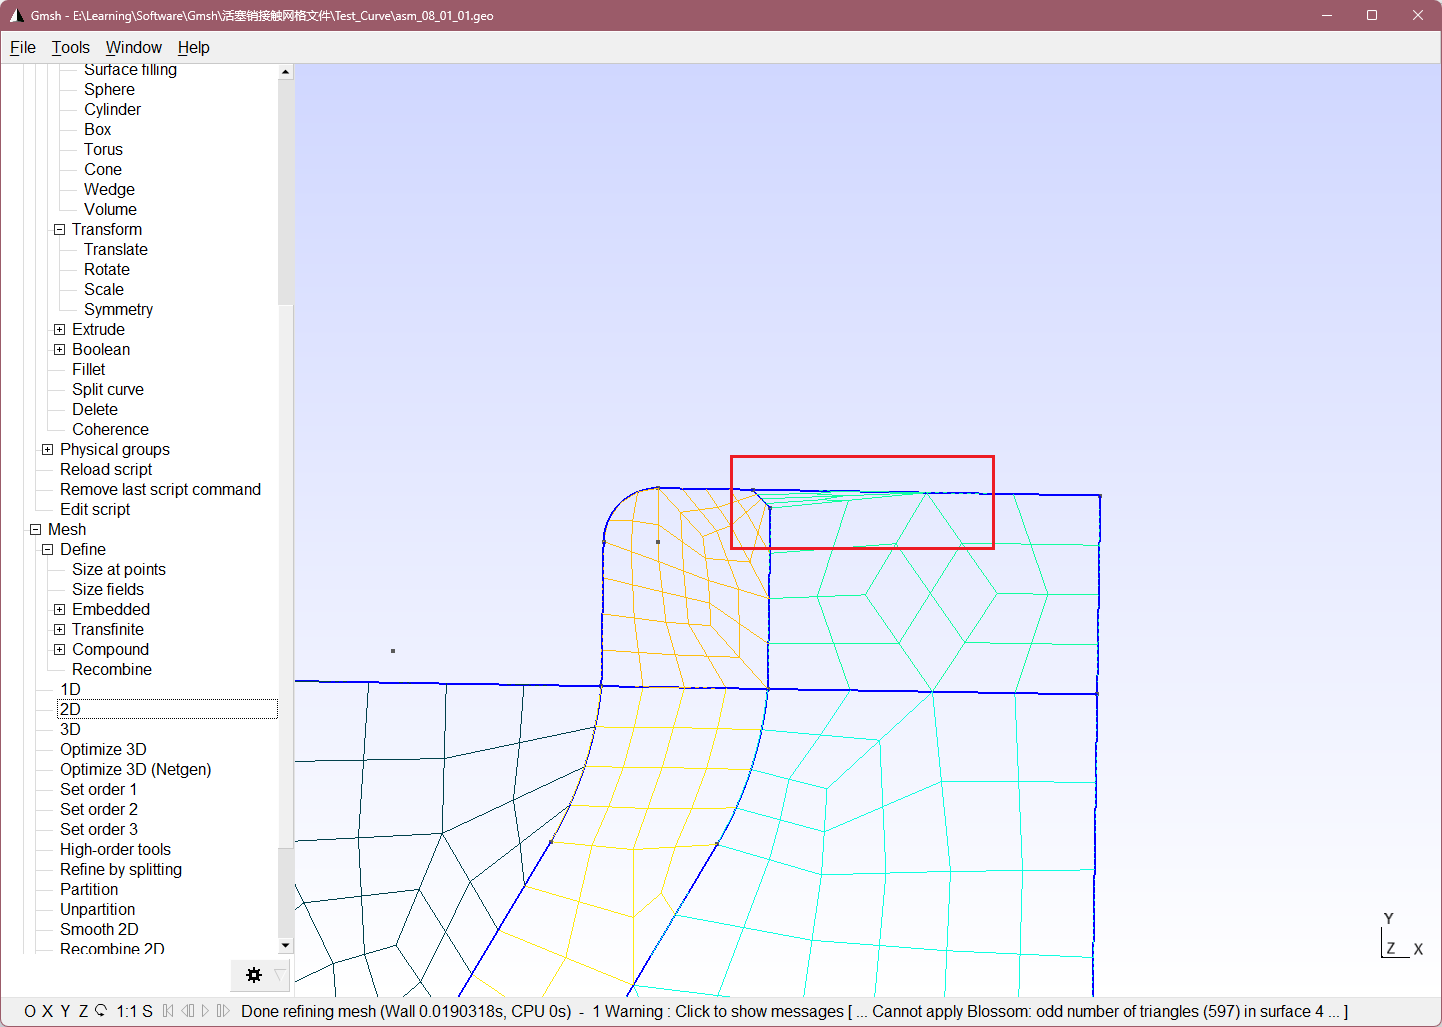 Gmsh - E:\Learning\Software\Gmsh\活塞销接触网格文件\Test_Curve\asm_08_01_01.geo
File Tools Window Help
Surface filling
Sphere
Cylinder
Box
Torus
Cone
Wedge
Volume
Transform
Translate
Rotate
Scale
Symmetry
Extrude
Boolean
Fillet
Split curve
Delete
Coherence
Physical groups
Reload script
Remove last script command
Edit script
Mesh
Define
Size at points
Size fields
Embedded
Transfinite
Compound
Recombine
1D
2D
3D
Optimize 3D
Optimize 3D (Netgen)
Set order 1
Set order 2
Set order 3
High-order tools
Refine by splitting
Partition
Unpartition
Smooth 2D
Recombine 2D
Y
Z X
O X Y Z 1:1 S Done refining mesh (Wall 0.0190318s, CPU 0s) - 1 Warning : Click to show messages [ ... Cannot apply Blossom: odd number of triangles (597) in surface 4 ... ]